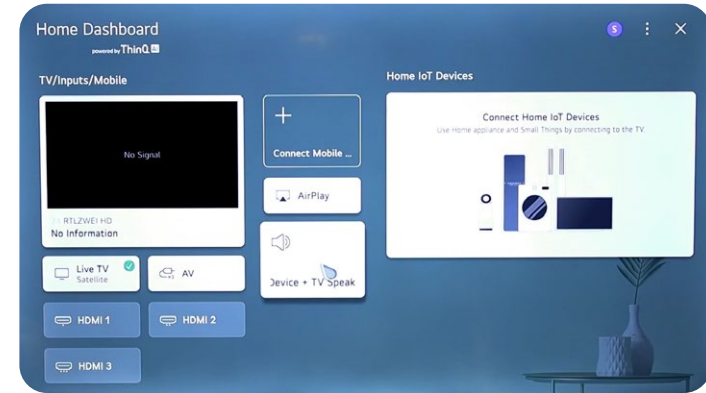 Home Dashboard
powered by ThinQ AI
S
TV/Inputs/Mobile
No Signal
RTLZWEI HD
No Information
Live TV
Satellite
AV
HDMI 1
HDMI 2
HDMI 3
Connect Mobile ...
AirPlay
Device + TV Speak
Home IoT Devices
Connect Home IoT Devices
Use Home appliance and Small Things by connecting to the TV.